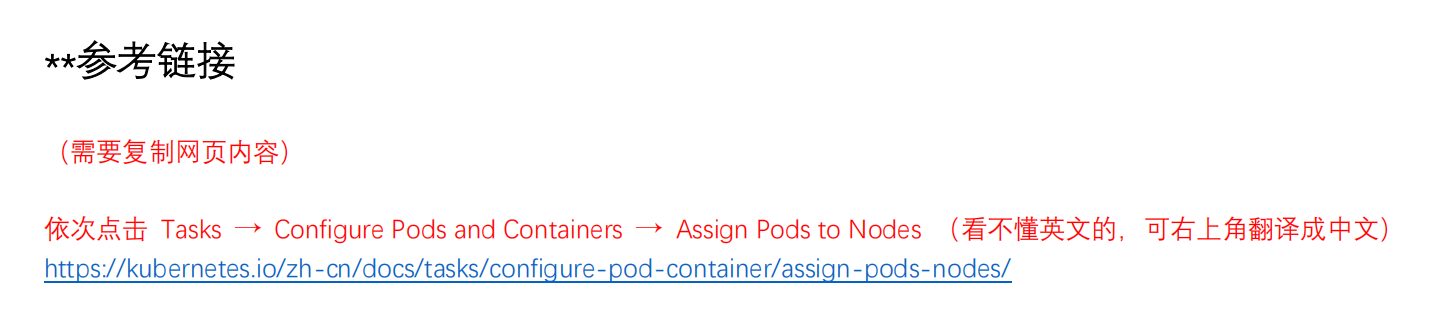 **参考链接
（需要复制网页内容）
依次点击 Tasks → Configure Pods and Containers → Assign Pods to Nodes （看不懂英文的，可右上角翻译成中文）
https://kubernetes.io/zh-cn/docs/tasks/configure-pod-container/assign-pods-nodes/